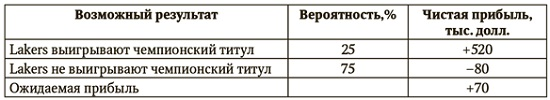 Возможный результат Вероятность,% Чистая прибыль,
тыс. долл.
Lakers выигрывают чемпионский титул 25 +520
Lakers не выигрывают чемпионский титул 75 −80
Ожидаемая прибыль +70